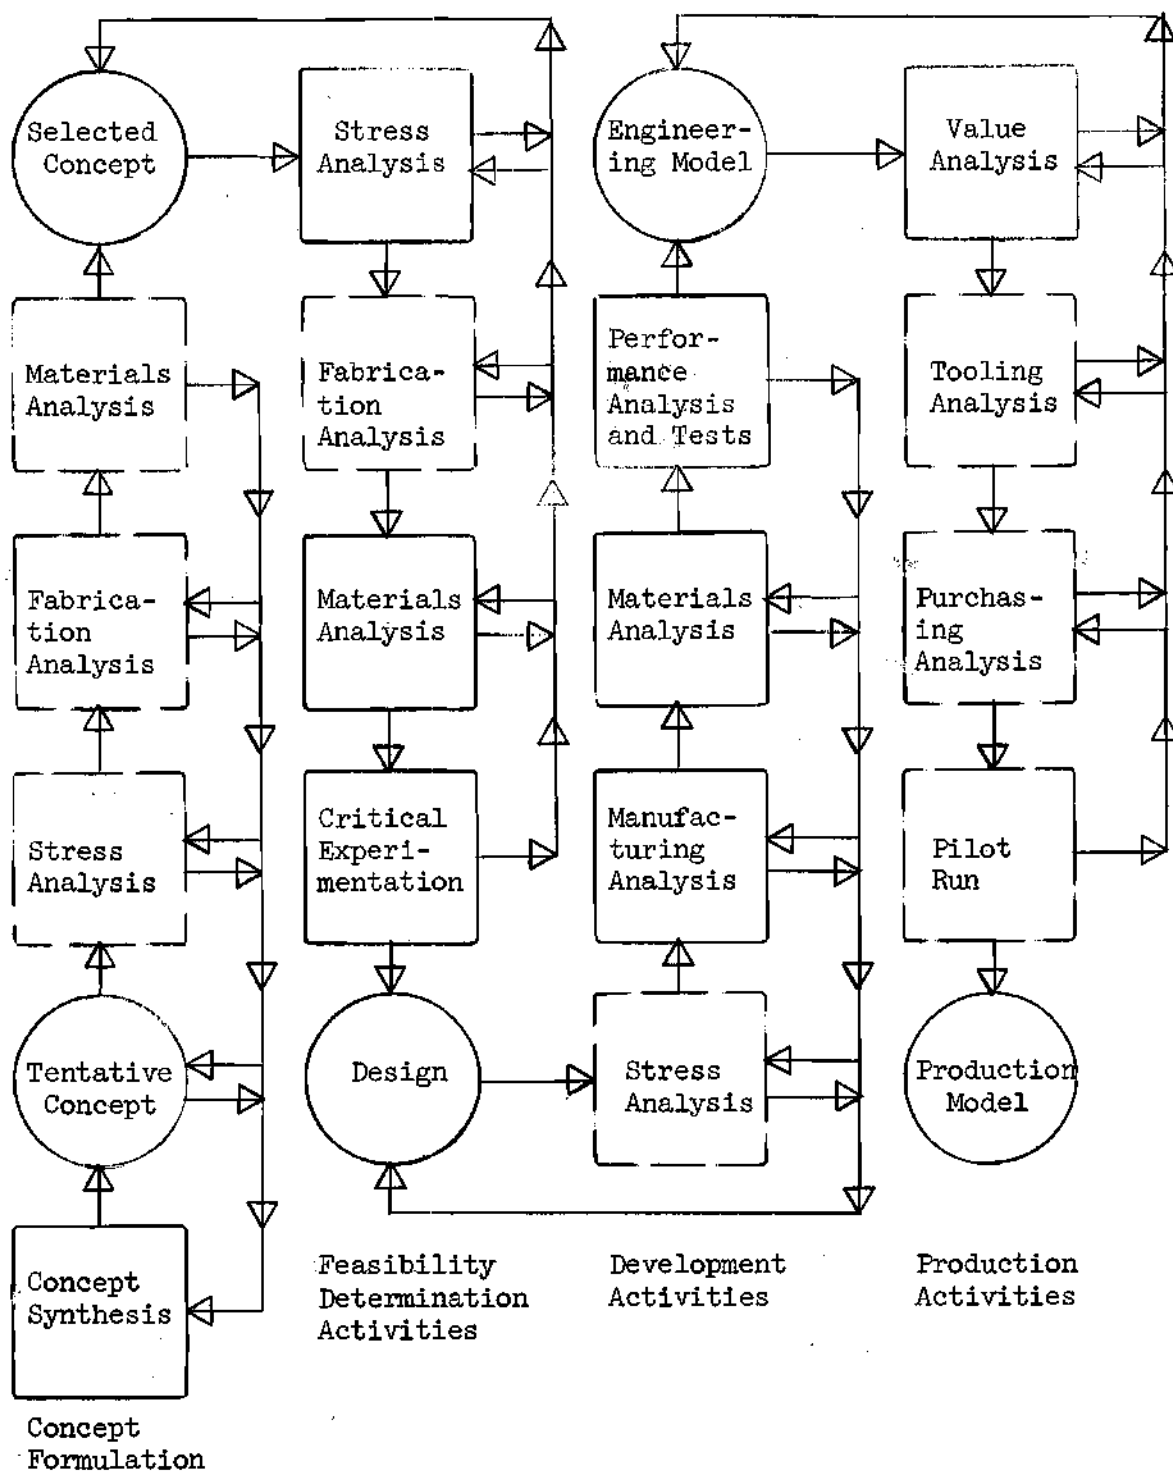 Selected
Concept
Stress
Analysis
Engineer-
ing Model
Value
Analysis
Materials
Analysis
Fabrica-
tion
Analysis
Perfor-
mance
Analysis
and Tests
Tooling
Analysis
Fabrica-
tion
Analysis
Materials
Analysis
Materials
Analysis
Purchas-
ing
Analysis
Stress
Analysis
Critical
Experi-
mentation
Manufac-
turing
Analysis
Pilot
Run
Tentative
Concept
Design
Stress
Analysis
Production
Model
Concept
Synthesis
Feasibility
Determination
Activities
Development
Activities
Production
Activities
Concept
Formulation